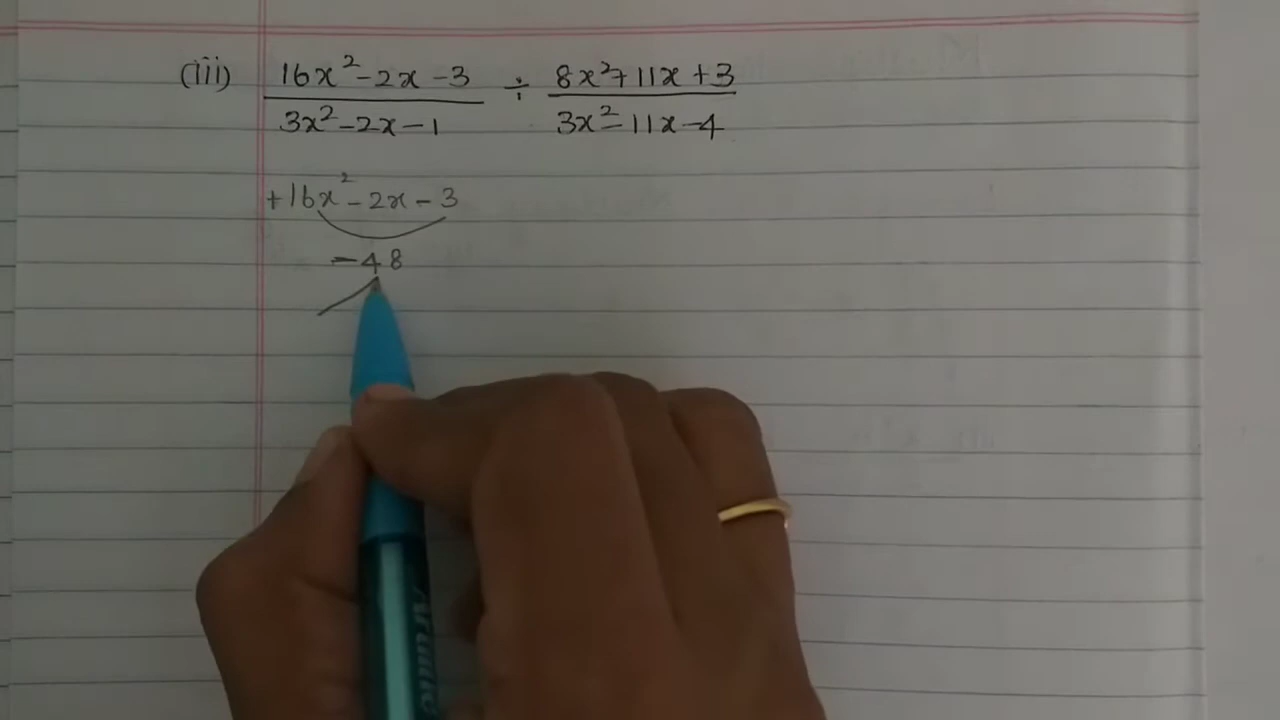 (iii) 16x²-2x-3 / 3x²-2x-1 ÷ 8x²+11x+3 / 3x²-11x-4
+16x²-2x-3
-48